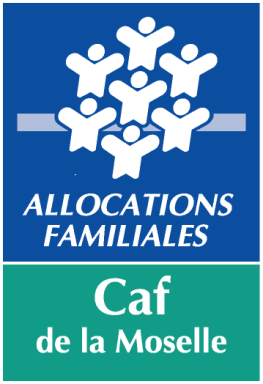 ALLOCATIONS
FAMILIALES
Caf
de la Moselle